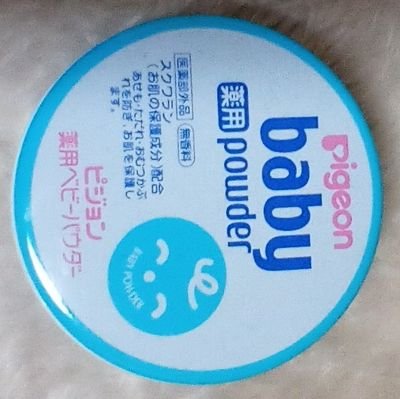 Pigeon
baby
薬用 powder
医薬部外品 無香料
スクワラン
(お肌の保護成分)配合
あせも・ただれ・おむつかぶ
れを防ぎ、お肌を保護し
ます。
ピジョン
薬用ベビーパウダー
BABY POWDER